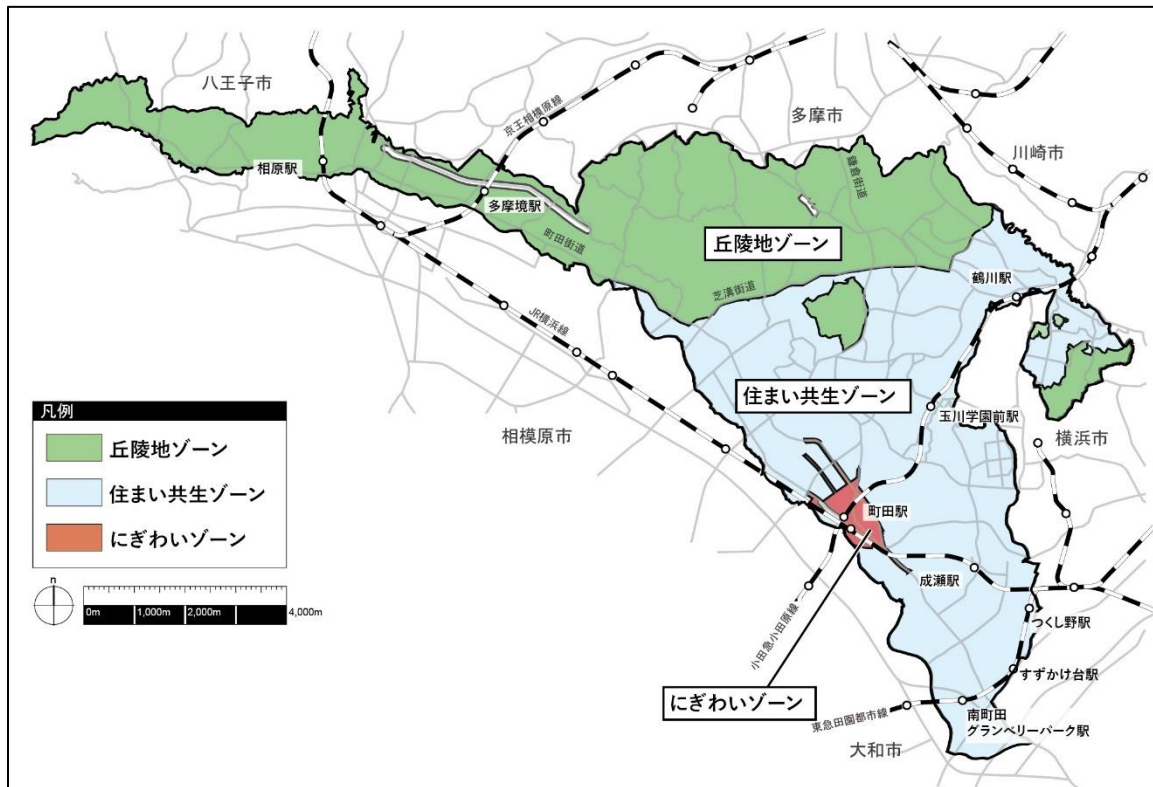 八王子市
京王相模原線
多摩市
川崎市
鎌倉街道
相原駅
多摩境駅
町田街道
丘陵地ゾーン
鶴川駅
芝溝街道
JR横浜線
住まい共生ゾーン
玉川学園前駅
横浜市
相模原市
凡例
丘陵地ゾーン
住まい共生ゾーン
にぎわいゾーン
町田駅
成瀬駅
n
0m
1,000m
2,000m
4,000m
小田急小田原線
つくし野駅
すずかけ台駅
にぎわいゾーン
東急田園都市線
南町田
グランベリーパーク駅
大和市